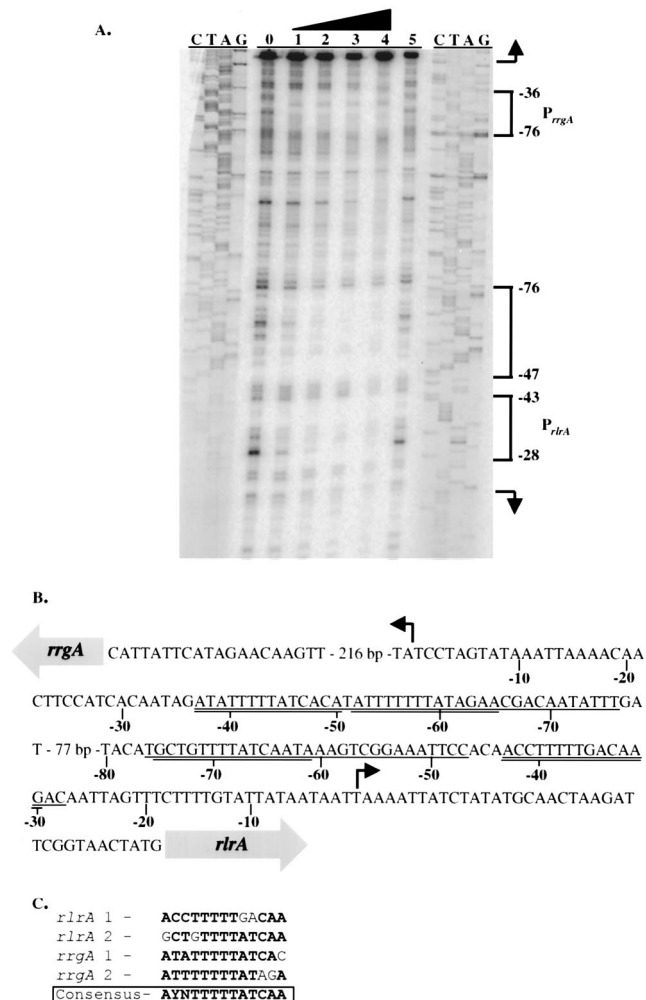 A.
C T A G 0 1 2 3 4 5 C T A G
-36
PrrgA
-76
-76
-47
-43
PrlrA
-28
B.
rrgA CATTATTCATAGAACAAGTT - 216 bp -TATCCTAGTATAAATTAAAACAA
-10 -20
CTTCCATCACAATAGATATTTTTATCACATATTTTTTTATAGAACGACAATATTTGA
-30 -40 -50 -60 -70
T - 77 bp -TACATGCTGTTTTATCAATAAAGTCGGAAATTCCACAACCTTTTTGACAA
-80 -70 -60 -50 -40
GACAATTAGTTTCTTTTGTATTATAATAATTAAAATTATCTATATGCAACTAAGAT
-30 -20 -10
TCGGTAACTATG rlrA
C.
rlrA 1 - ACCTTTTTGACAA
rlrA 2 - GCTGTTTTATCAA
rrgA 1 - ATATTTTTATCAC
rrgA 2 - ATTTTTTTATAGA
Consensus- AYNTTTTTATCAA